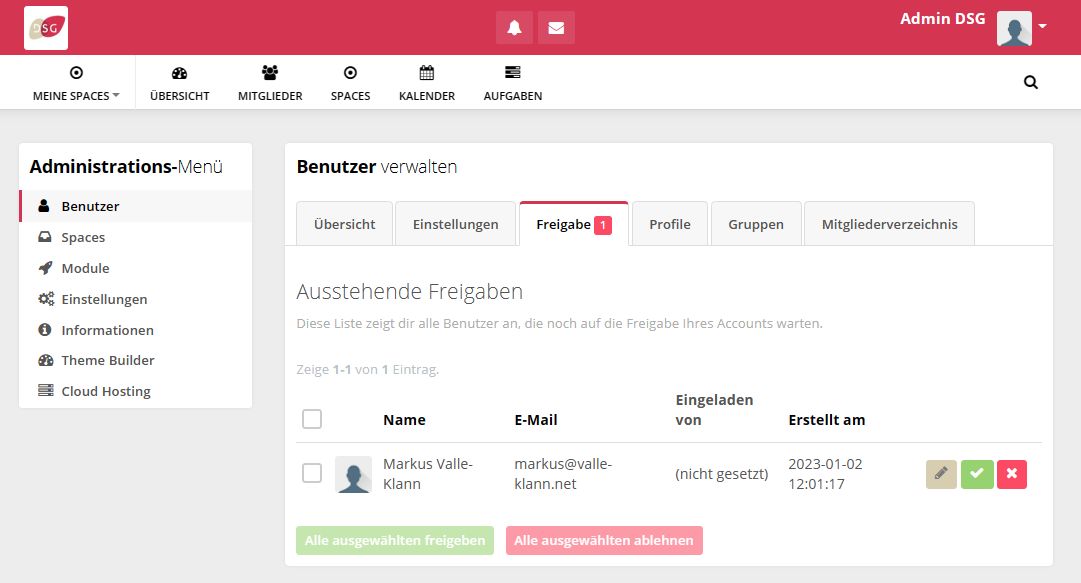 DSG
Admin DSG
MEINE SPACES
ÜBERSICHT
MITGLIEDER
SPACES
KALENDER
AUFGABEN
Administrations-Menü
Benutzer
Spaces
Module
Einstellungen
Informationen
Theme Builder
Cloud Hosting
Benutzer verwalten
Übersicht
Einstellungen
Freigabe 1
Profile
Gruppen
Mitgliederverzeichnis
Ausstehende Freigaben
Diese Liste zeigt dir alle Benutzer an, die noch auf die Freigabe Ihres Accounts warten.
Zeige 1-1 von 1 Eintrag.
Name
E-Mail
Eingeladen
von
Erstellt am
Markus Valle-
Klann
markus@valle-
klann.net
(nicht gesetzt)
2023-01-02
12:01:17
Alle ausgewählten freigeben
Alle ausgewählten ablehnen